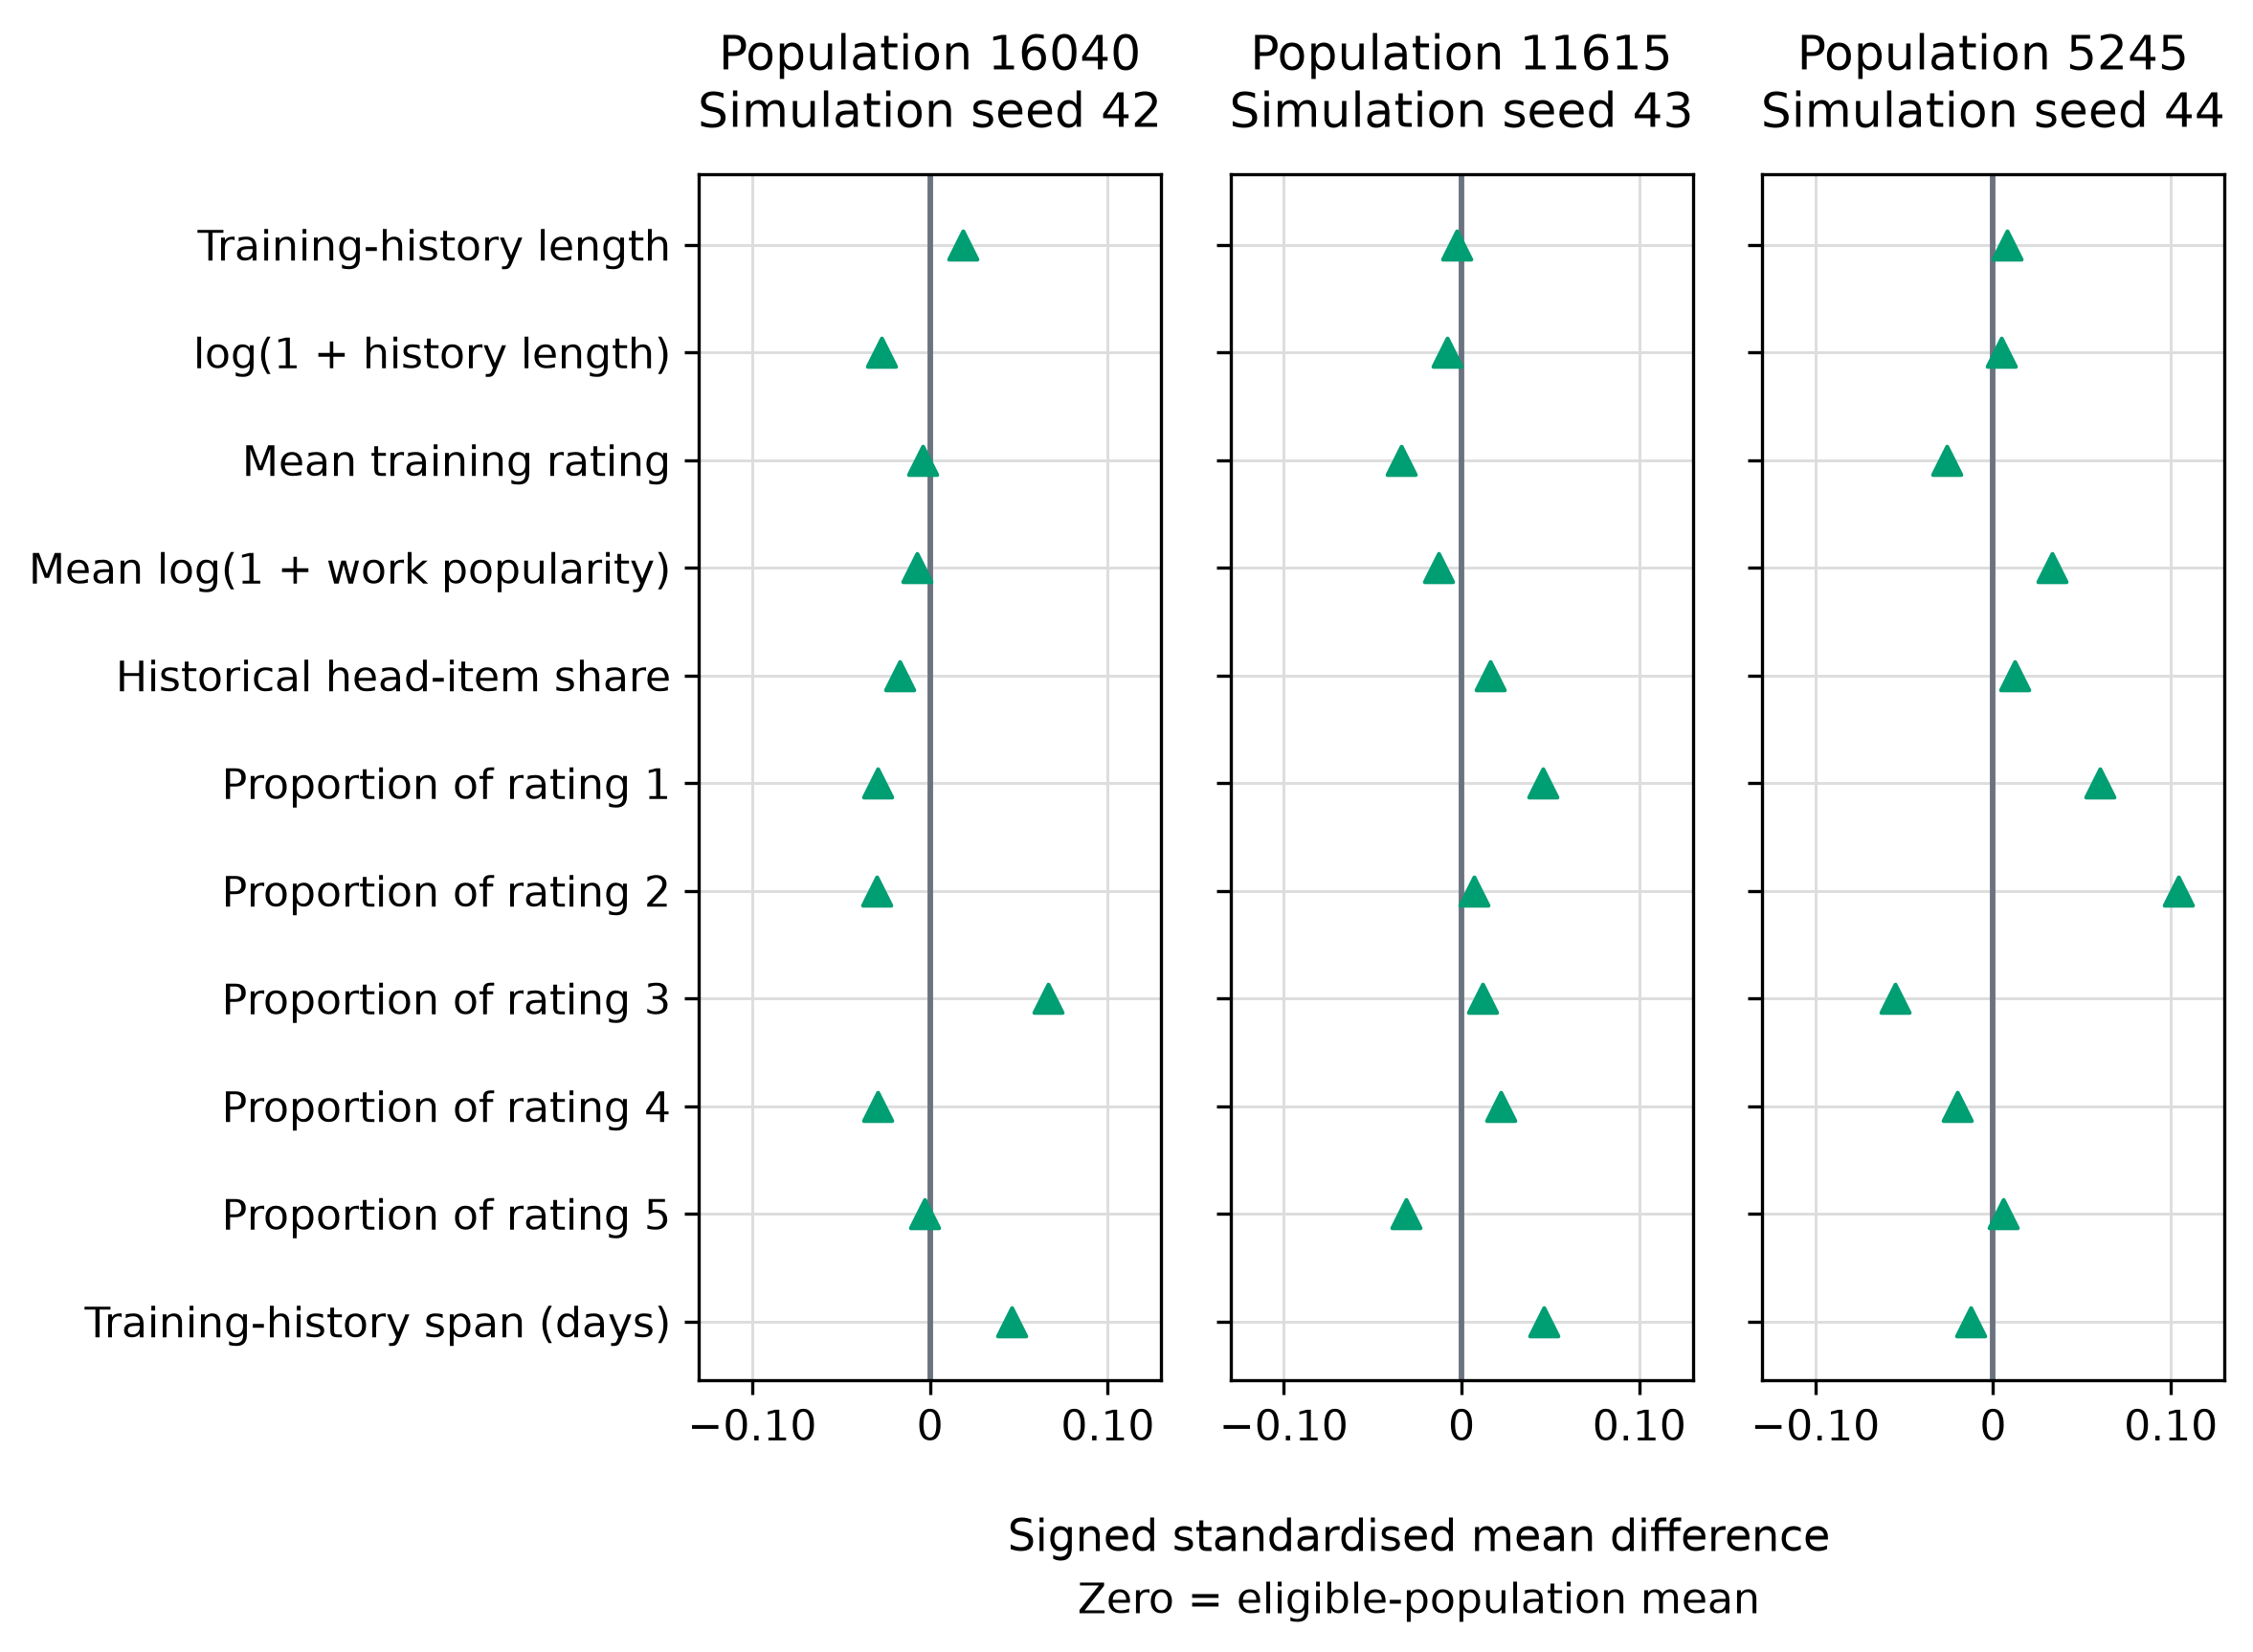 Population 16040
Simulation seed 42
Population 11615
Simulation seed 43
Population 5245
Simulation seed 44
Training-history length
log(1 + history length)
Mean training rating
Mean log(1 + work popularity)
Historical head-item share
Proportion of rating 1
Proportion of rating 2
Proportion of rating 3
Proportion of rating 4
Proportion of rating 5
Training-history span (days)
−0.10 0 0.10
−0.10 0 0.10
−0.10 0 0.10
Signed standardised mean difference
Zero = eligible-population mean